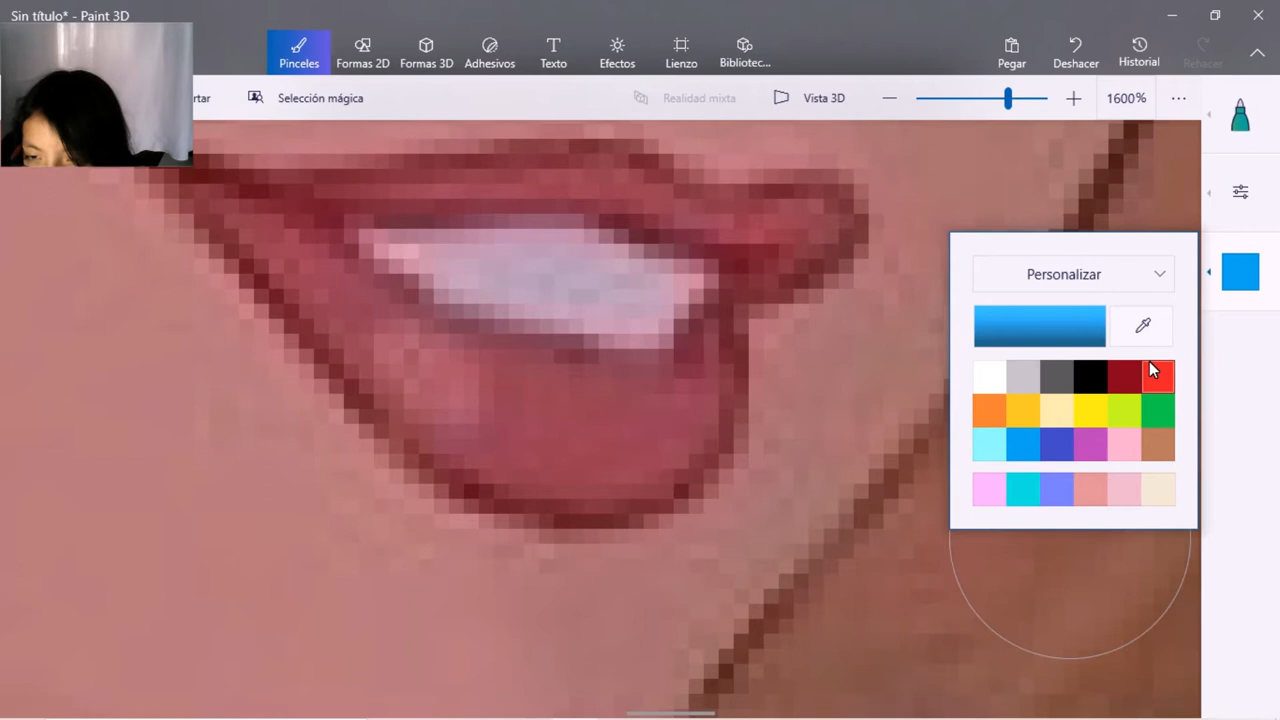 Sin título* - Paint 3D
Pinceles Formas 2D Formas 3D Adhesivos Texto Efectos Lienzo Bibliotec... Pegar Deshacer Historial Rehacer
rtar Selección mágica Realidad mixta Vista 3D 1600%
Personalizar